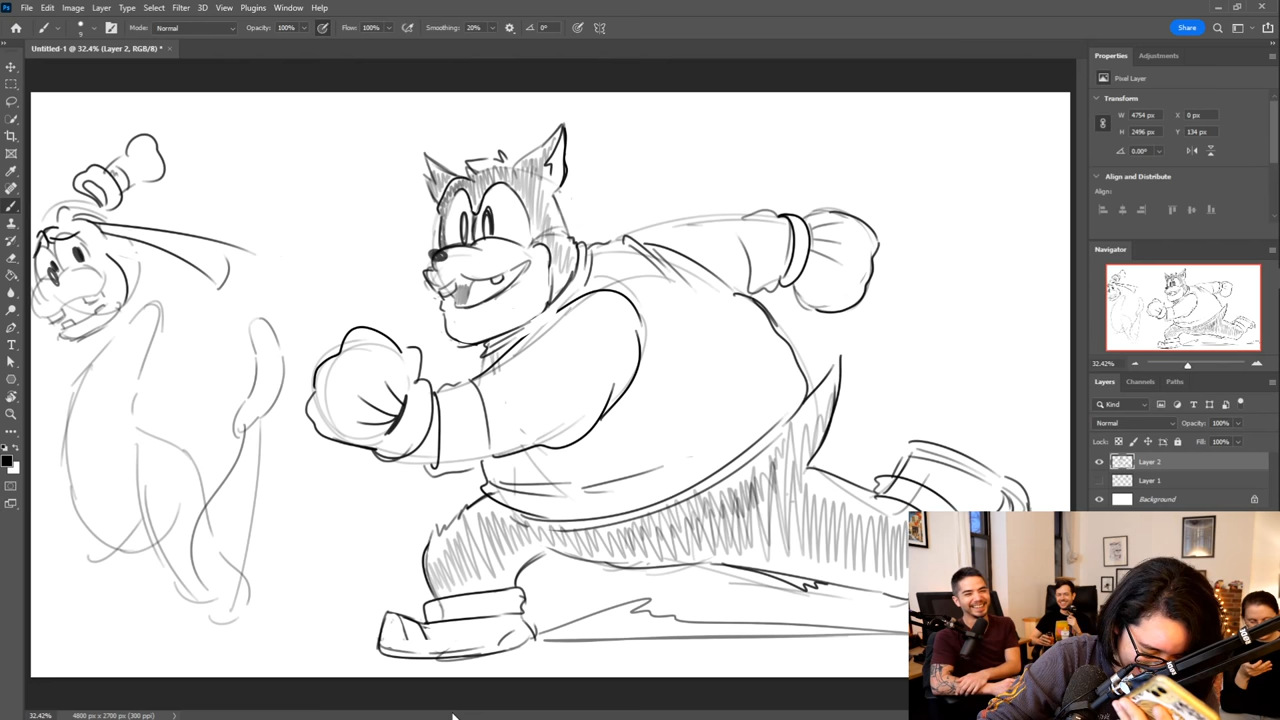 File Edit Image Layer Type Select Filter 3D View Plugins Window Help
9 Mode: Normal Opacity: 100% Flow: 100% Smoothing: 20% 0° Share
Untitled-1 @ 32.4% (Layer 2, RGB/8) * ×
Properties Adjustments
Pixel Layer
Transform
W 4754 px X 0 px
H 2496 px Y 134 px
0.00°
Align and Distribute
Align:
Navigator
32.42%
Layers Channels Paths
Kind
Normal Opacity: 100%
Lock: Fill: 100%
Layer 2
Layer 1
Background
32.42% 4800 px x 2700 px (300 ppi)